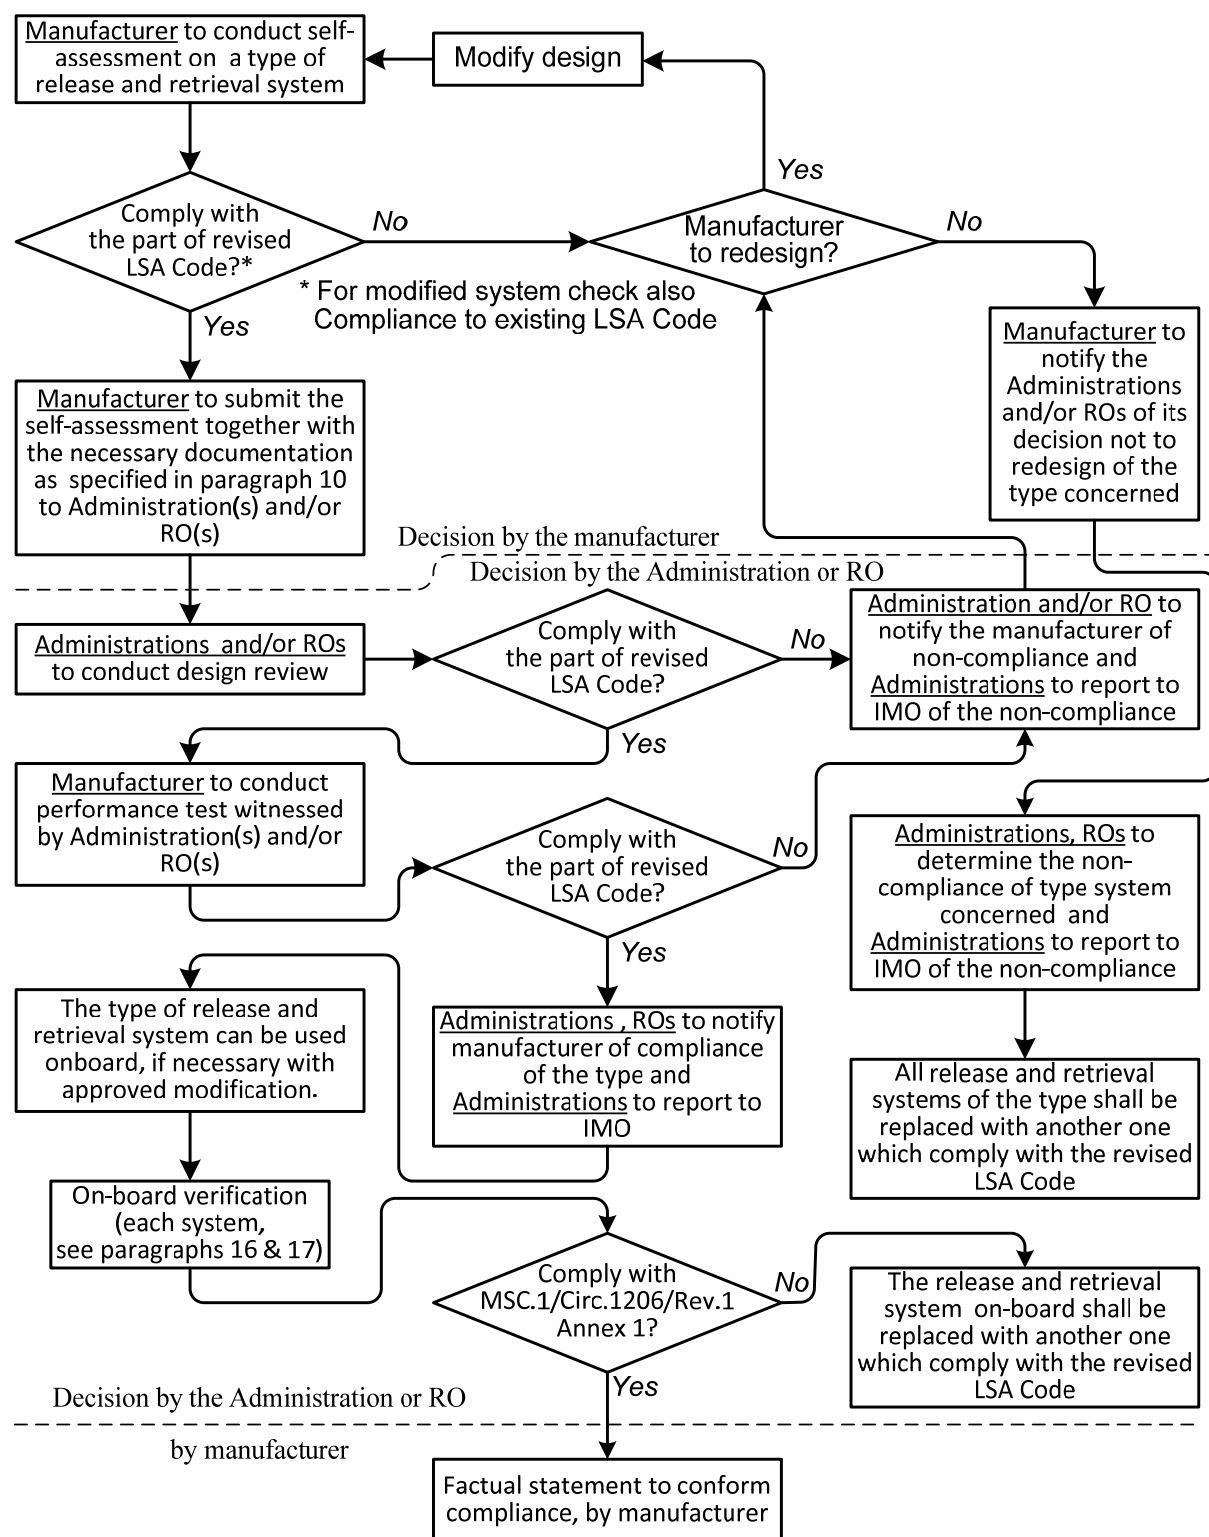 Manufacturer to conduct self-
assessment on a type of
release and retrieval system
Modify design
Yes
Comply with
the part of revised
LSA Code?*
No
Manufacturer
to redesign?
No
* For modified system check also
Compliance to existing LSA Code
Yes
Manufacturer to
notify the
Administrations
and/or ROs of its
decision not to
redesign of the
type concerned
Manufacturer to submit the
self-assessment together with
the necessary documentation
as specified in paragraph 10
to Administration(s) and/or
RO(s)
Decision by the manufacturer
Decision by the Administration or RO
Administrations and/or ROs
to conduct design review
Comply with
the part of revised
LSA Code?
No
Administration and/or RO to
notify the manufacturer of
non-compliance and
Administrations to report to
IMO of the non-compliance
Yes
Manufacturer to conduct
performance test witnessed
by Administration(s) and/or
RO(s)
Comply with
the part of revised
LSA Code?
No
Administrations, ROs to
determine the non-
compliance of type system
concerned and
Administrations to report to
IMO of the non-compliance
Yes
The type of release and
retrieval system can be used
onboard, if necessary with
approved modification.
Administrations , ROs to notify
manufacturer of compliance
of the type and
Administrations to report to
IMO
All release and retrieval
systems of the type shall be
replaced with another one
which comply with the revised
LSA Code
On-board verification
(each system,
see paragraphs 16 & 17)
Comply with
MSC.1/Circ.1206/Rev.1
Annex 1?
No
The release and retrieval
system on-board shall be
replaced with another one
which comply with the revised
LSA Code
Yes
Decision by the Administration or RO
by manufacturer
Factual statement to conform
compliance, by manufacturer